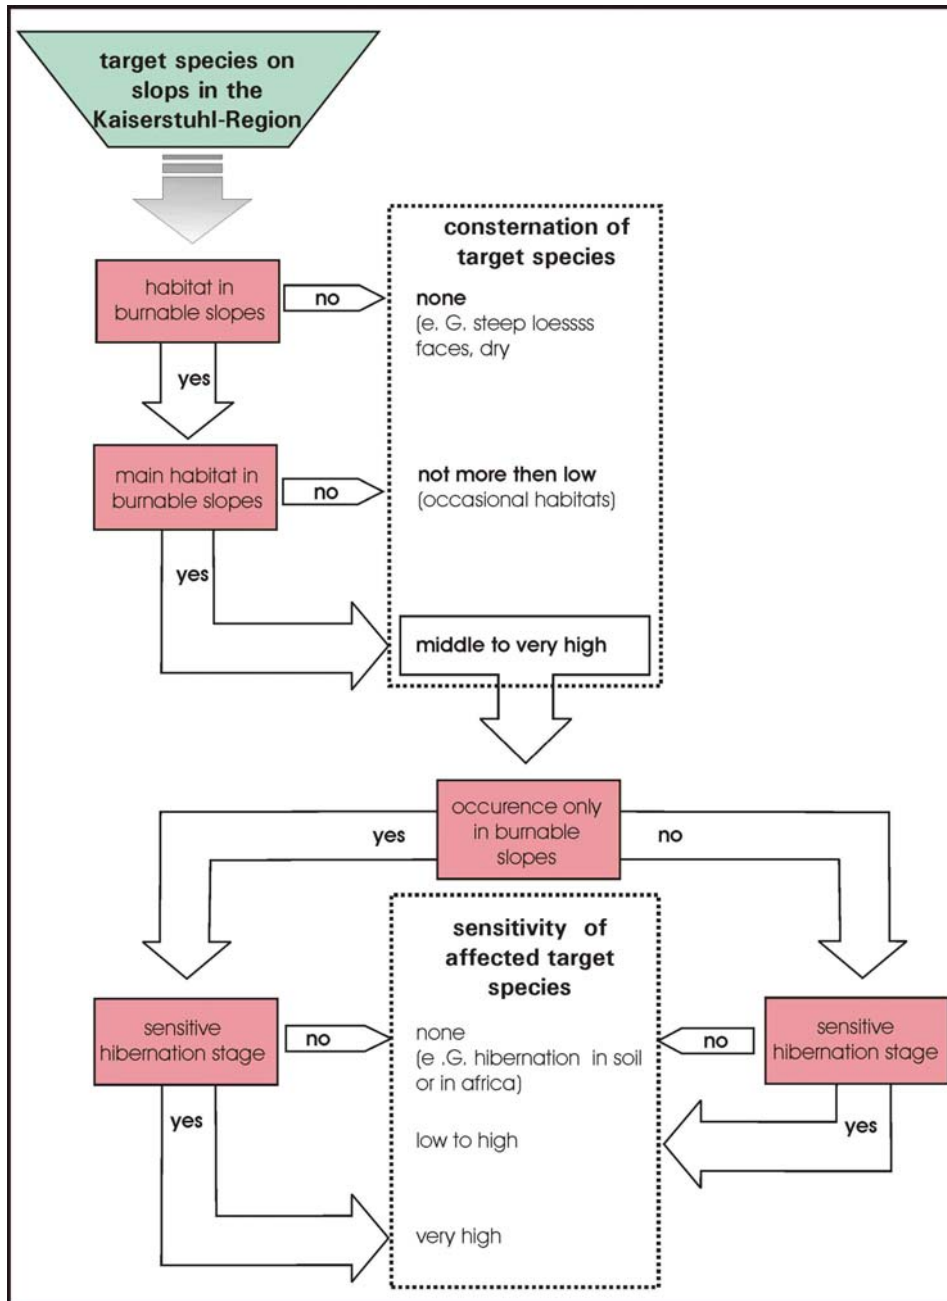 target species on
slops in the
Kaiserstuhl-Region
consternation of
target species
habitat in
burnable slopes
no
none
(e. G. steep loessss
faces, dry
yes
main habitat in
burnable slopes
no
not more then low
(occasional habitats)
yes
middle to very high
occurence only
in burnable
slopes
yes
no
sensitivity of
affected target
species
sensitive
hibernation stage
no
none
(e .G. hibernation in soil
or in africa)
no
sensitive
hibernation stage
yes
low to high
yes
very high